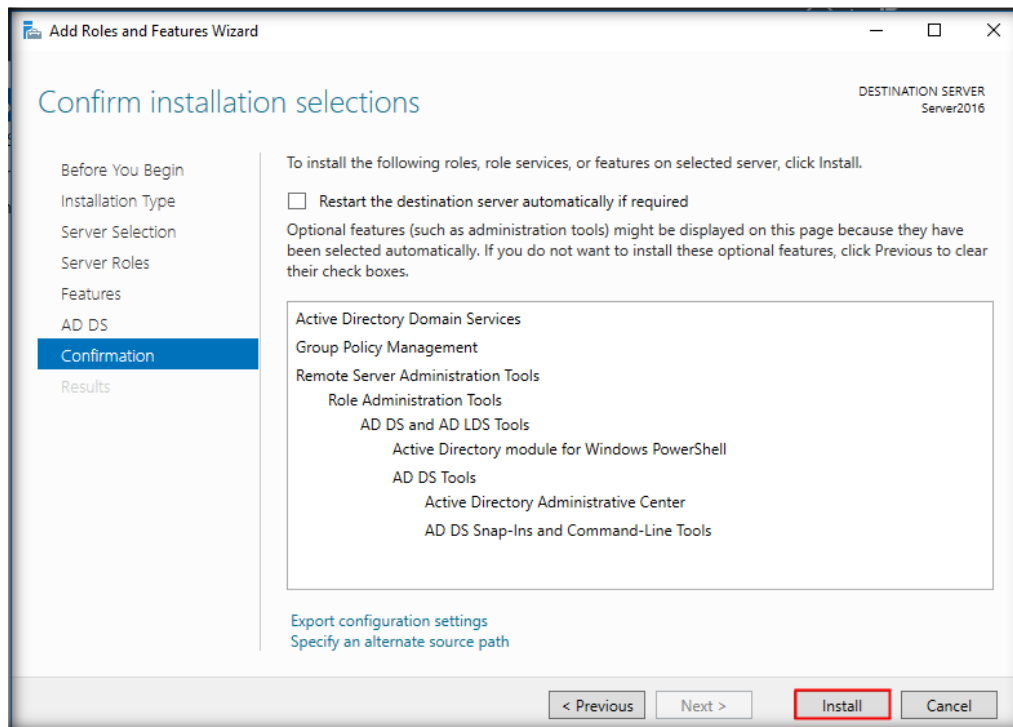 Add Roles and Features Wizard
Confirm installation selections
DESTINATION SERVER
Server2016
Before You Begin
Installation Type
Server Selection
Server Roles
Features
AD DS
Confirmation
Results
To install the following roles, role services, or features on selected server, click Install.
Restart the destination server automatically if required
Optional features (such as administration tools) might be displayed on this page because they have
been selected automatically. If you do not want to install these optional features, click Previous to clear
their check boxes.
Active Directory Domain Services
Group Policy Management
Remote Server Administration Tools
Role Administration Tools
AD DS and AD LDS Tools
Active Directory module for Windows PowerShell
AD DS Tools
Active Directory Administrative Center
AD DS Snap-Ins and Command-Line Tools
Export configuration settings
Specify an alternate source path
< Previous
Next >
Install
Cancel